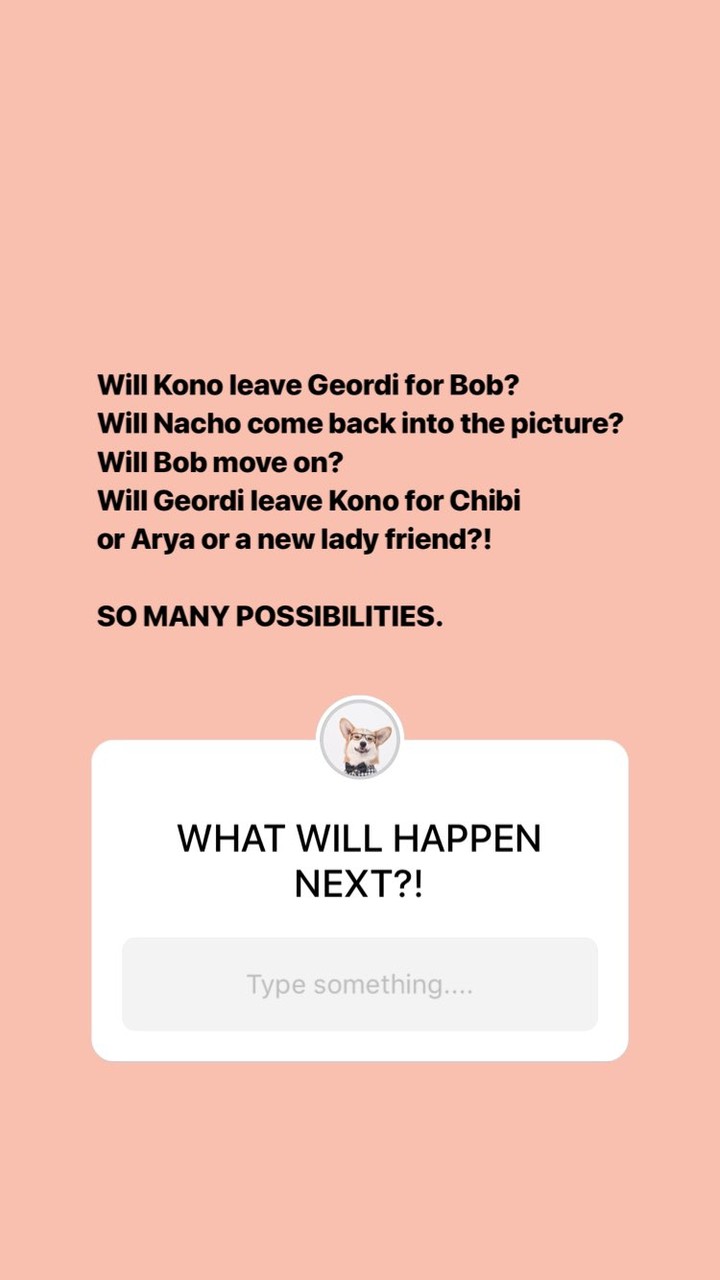 Will Kono leave Geordi for Bob?
Will Nacho come back into the picture?
Will Bob move on?
Will Geordi leave Kono for Chibi
or Arya or a new lady friend?!
SO MANY POSSIBILITIES.
WHAT WILL HAPPEN
NEXT?!
Type something....